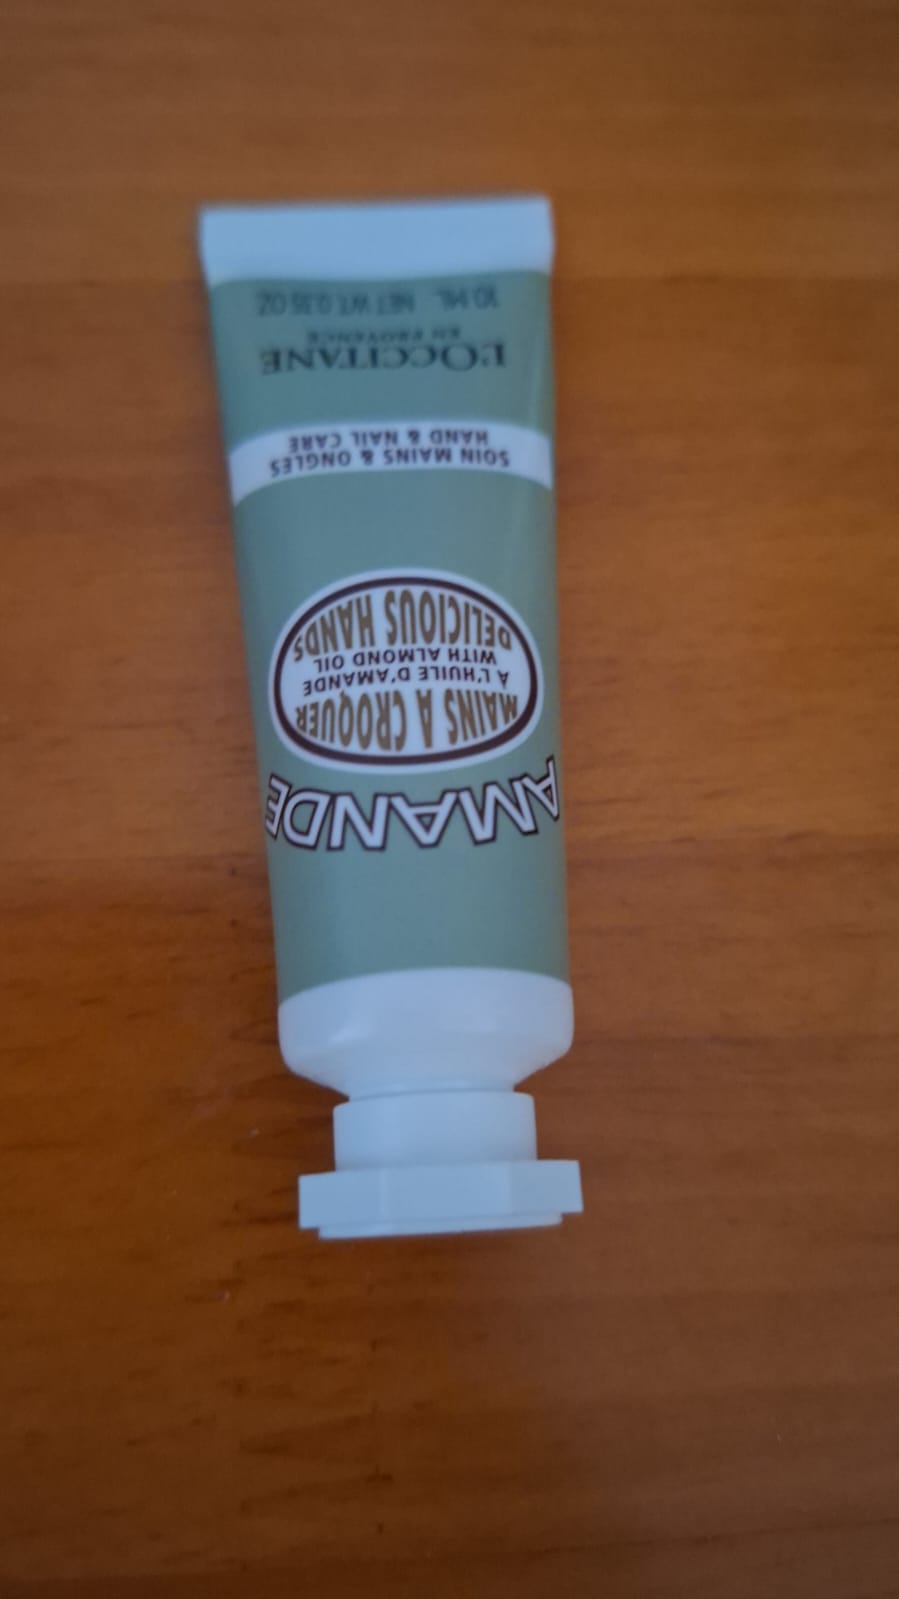 AMANDE
MAINS A CROQUER
A L'HUILE D'AMANDE
WITH ALMOND OIL
DELICIOUS HANDS
SOIN MAINS & ONGLES
HAND & NAIL CARE
L'OCCITANE
EN PROVENCE
10 ML NET WT 0.35 OZ